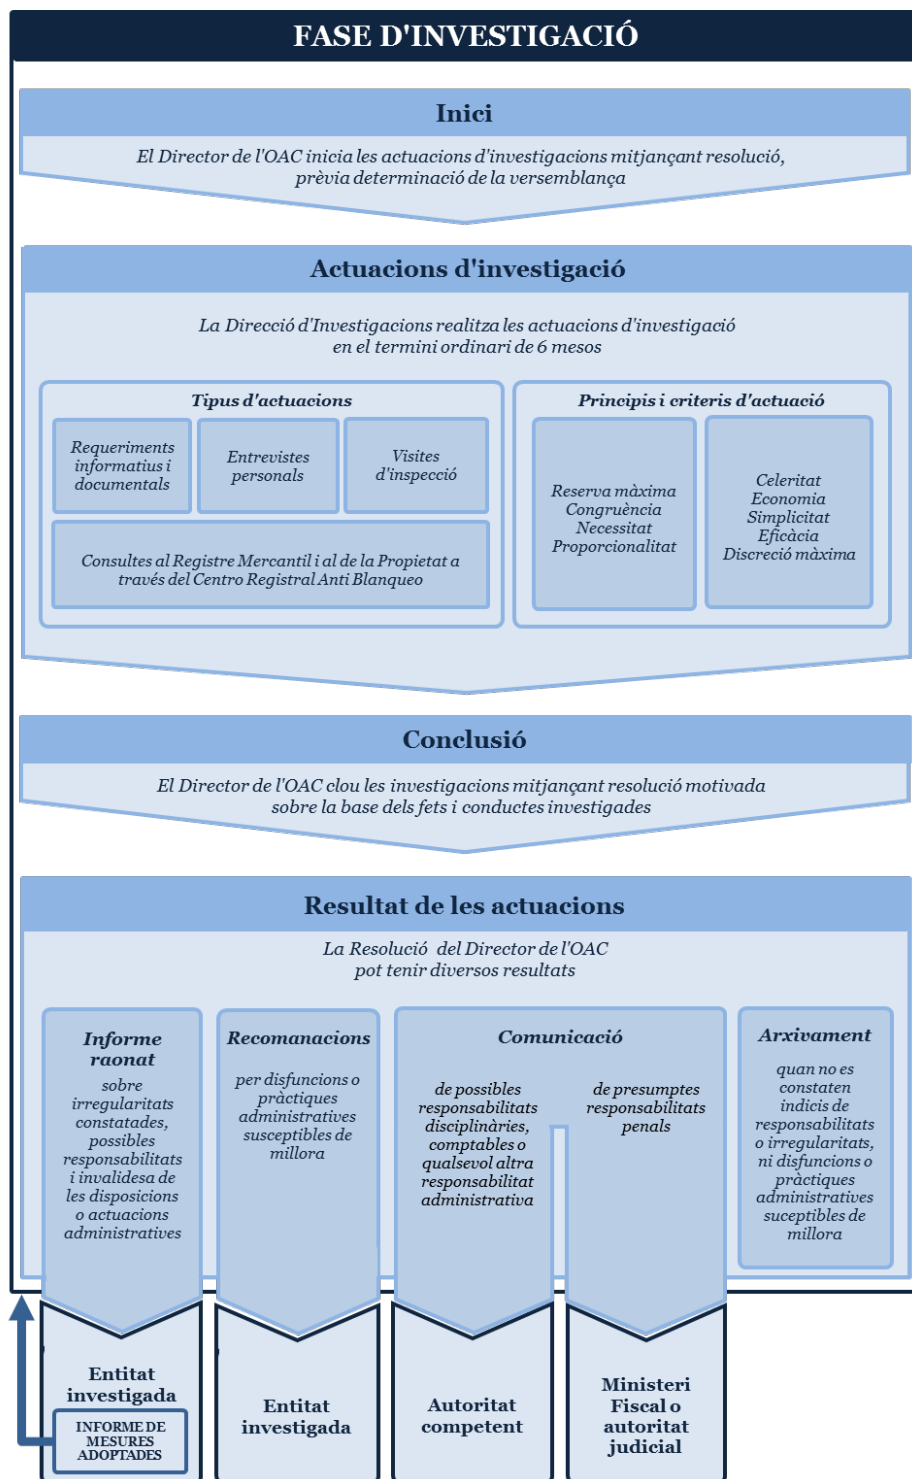 FASE D'INVESTIGACIÓ
Inici
El Director de l'OAC inicia les actuacions d'investigacions mitjançant resolució,
prèvia determinació de la versemblança
Actuacions d'investigació
La Direcció d'Investigacions realitza les actuacions d'investigació
en el termini ordinari de 6 mesos
Tipus d'actuacions
Requeriments
informatius i
documentals
Entrevistes
personals
Visites
d'inspecció
Consultes al Registre Mercantil i al de la Propietat a
través del Centro Registral Anti Blanqueo
Principis i criteris d'actuació
Reserva màxima
Congruència
Necessitat
Proporcionalitat
Celeritat
Economia
Simplicitat
Eficàcia
Discreció màxima
Conclusió
El Director de l'OAC clou les investigacions mitjançant resolució motivada
sobre la base dels fets i conductes investigades
Resultat de les actuacions
La Resolució del Director de l'OAC
pot tenir diversos resultats
Informe
raonat
sobre
irregularitats
constatades,
possibles
responsabilitats
i invalidesa de
les disposicions
o actuacions
administratives
Recomanacions
per disfuncions o
pràctiques
administratives
susceptibles de
millora
Comunicació
de possibles
responsabilitats
disciplinàries,
comptables o
qualsevol altra
responsabilitat
administrativa
de presumptes
responsabilitats
penals
Arxivament
quan no es
constaten
indicis de
responsabilitats
o irregularitats,
ni disfuncions o
pràctiques
administratives
suceptibles de
millora
Entitat
investigada
INFORME DE
MESURES
ADOPTADES
Entitat
investigada
Autoritat
competent
Ministeri
Fiscal o
autoritat
judicial